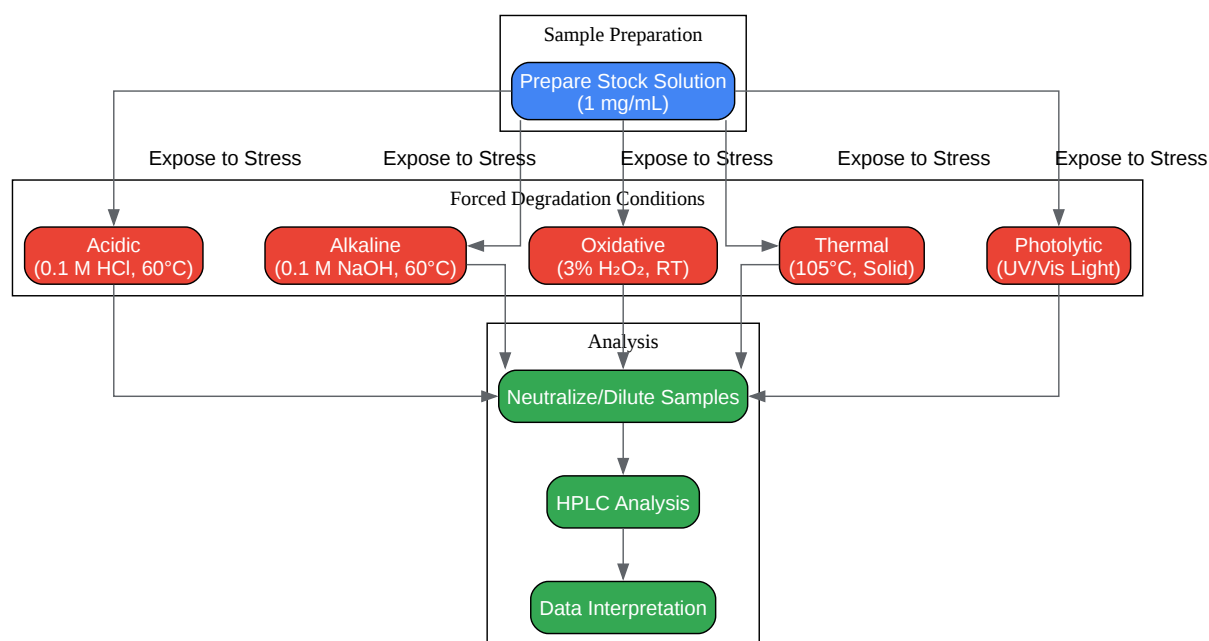 Sample Preparation
Prepare Stock Solution
(1 mg/mL)
Expose to Stress
Expose to Stress
Expose to Stress
Expose to Stress
Expose to Stress
Forced Degradation Conditions
Acidic
(0.1 M HCl, 60°C)
Alkaline
(0.1 M NaOH, 60°C)
Oxidative
(3% H₂O₂, RT)
Thermal
(105°C, Solid)
Photolytic
(UV/Vis Light)
Analysis
Neutralize/Dilute Samples
HPLC Analysis
Data Interpretation